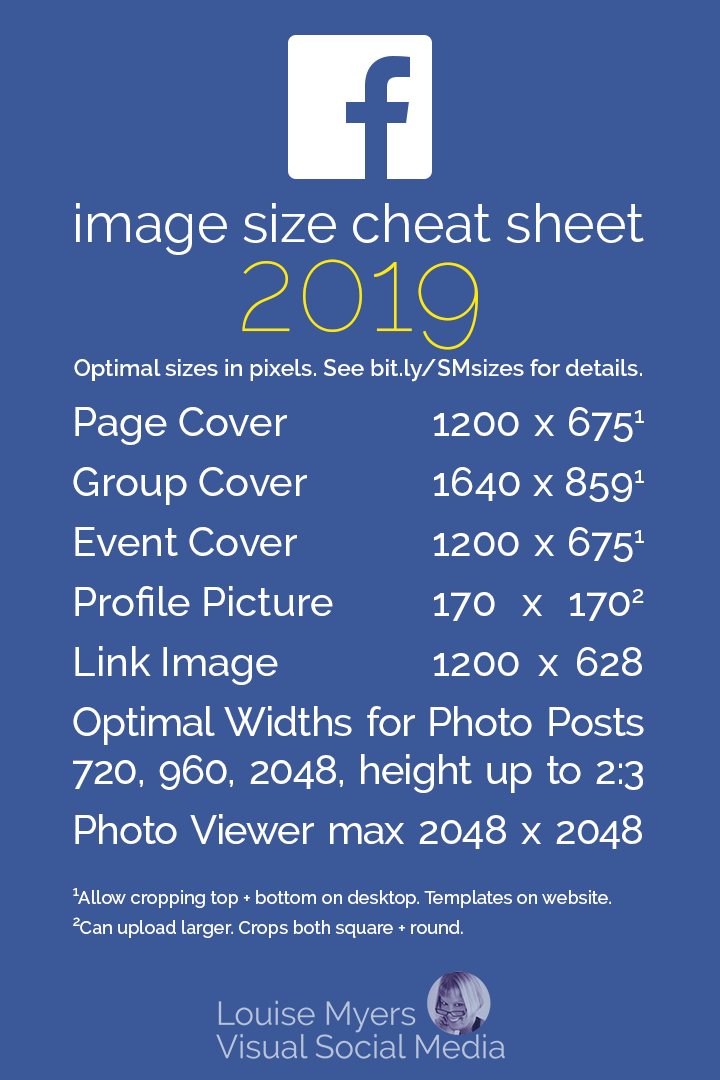 f
image size cheat sheet
2019
Optimal sizes in pixels. See bit.ly/SMsizes for details.
Page Cover 1200 x 675¹
Group Cover 1640 x 859¹
Event Cover 1200 x 675¹
Profile Picture 170 x 170²
Link Image 1200 x 628
Optimal Widths for Photo Posts
720, 960, 2048, height up to 2:3
Photo Viewer max 2048 x 2048
¹Allow cropping top + bottom on desktop. Templates on website.
²Can upload larger. Crops both square + round.
Louise Myers
Visual Social Media